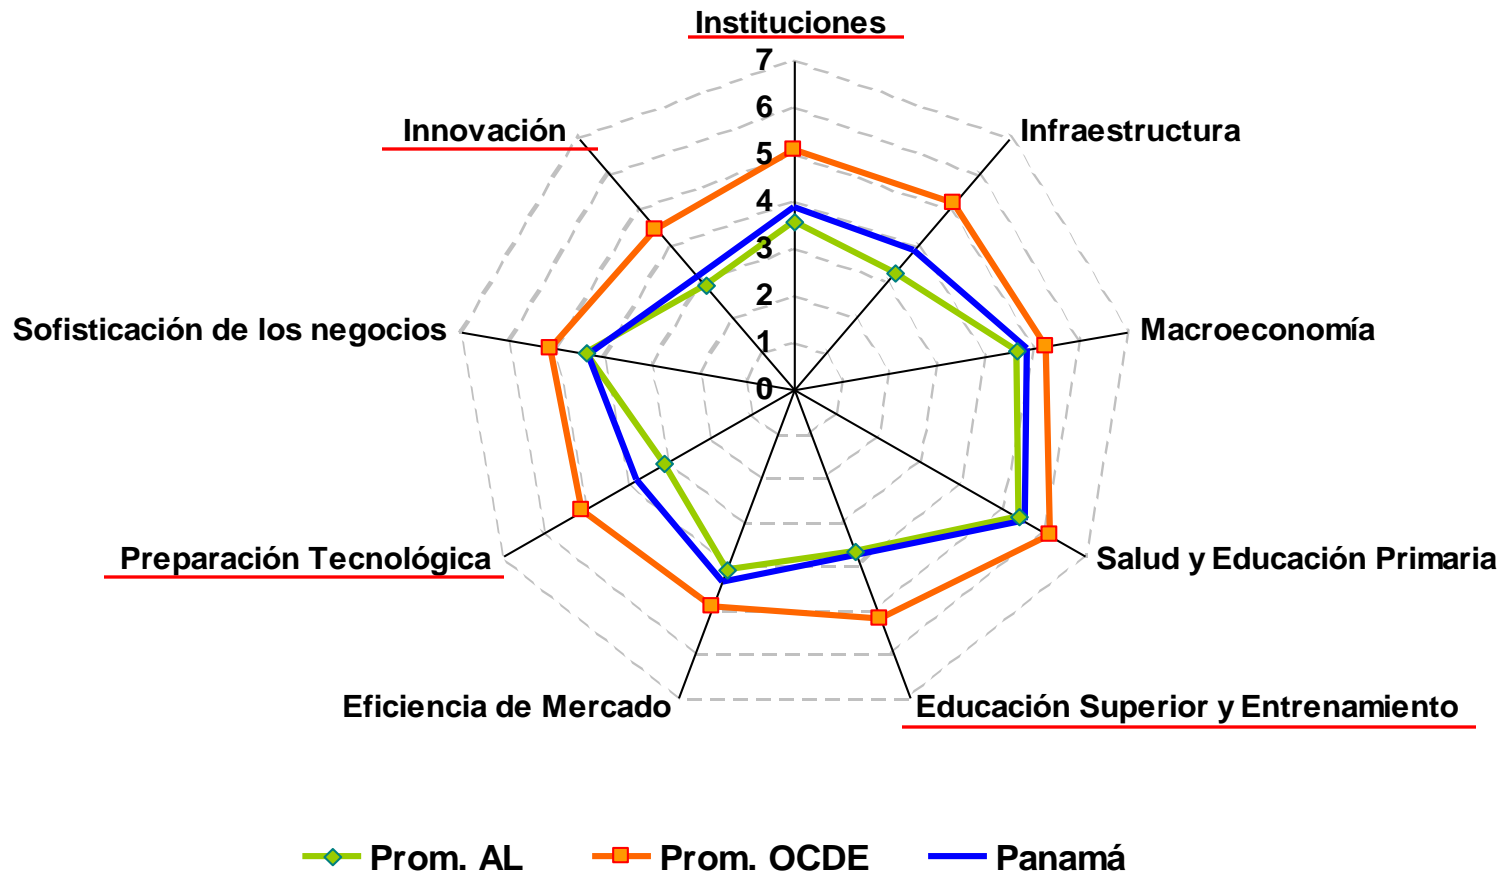 Instituciones
7
6
5
4
3
2
1
0
Innovación
Infraestructura
Sofisticación de los negocios
Macroeconomía
Preparación Tecnológica
Salud y Educación Primaria
Eficiencia de Mercado
Educación Superior y Entrenamiento
Prom. AL
Prom. OCDE
Panamá